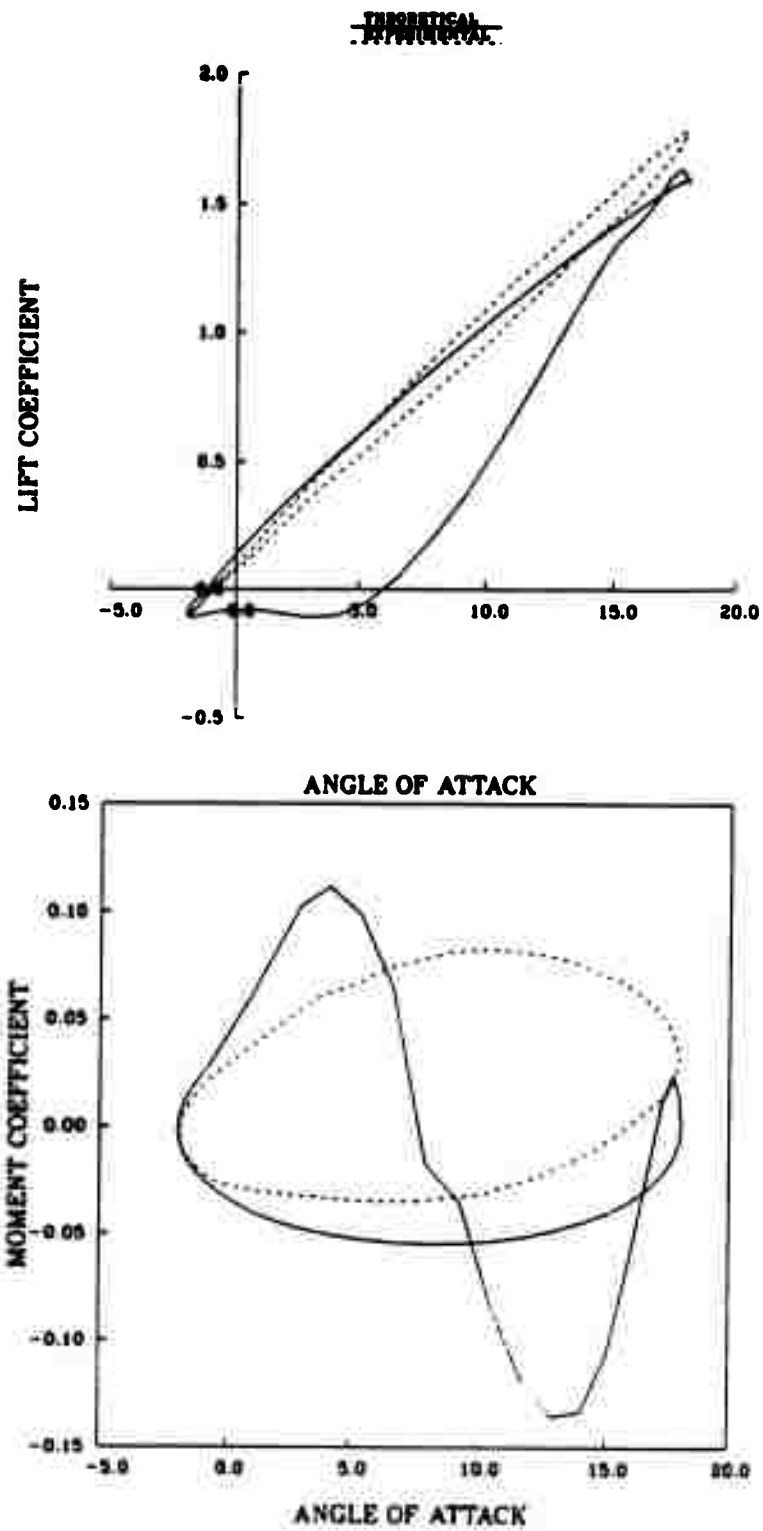 THEORETICAL
EXPERIMENTAL
2.0
1.5
LIFT COEFFICIENT
1.0
0.5
-5.0 5.0 10.0 15.0 20.0
-0.5
ANGLE OF ATTACK
0.15
0.10
0.05
MOMENT COEFFICIENT
0.00
-0.05
-0.10
-0.15
-5.0 0.0 5.0 10.0 15.0 20.0
ANGLE OF ATTACK